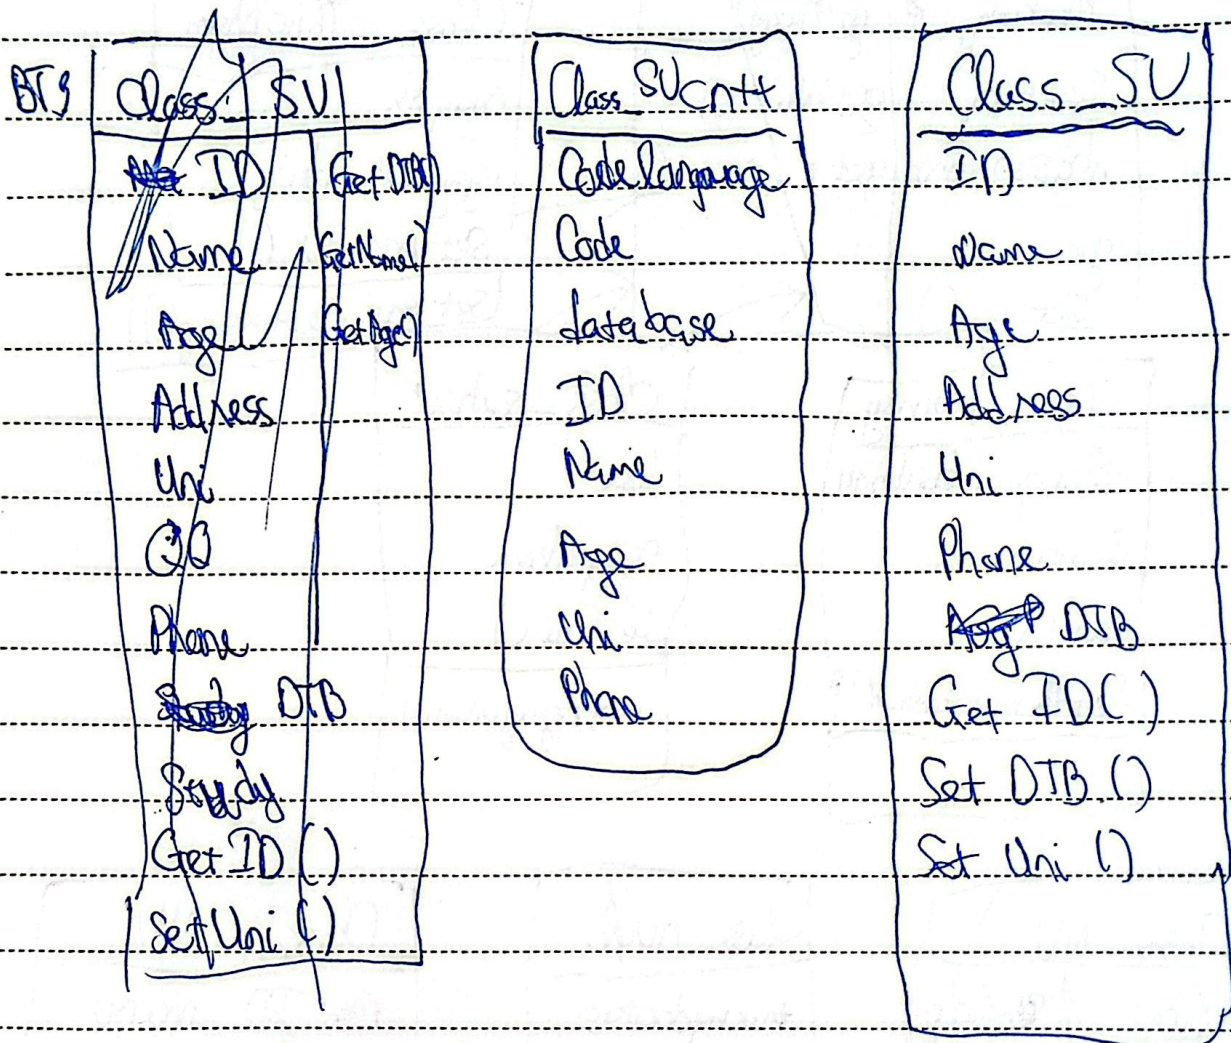 BT3
Class_SV
ID
Get DTB()
Name
GetName()
Age
GetAge()
Address
Uni
QQ
Phone
DTB
Study
Get ID ()
Set Uni ()
Class_SVCNTT
Code language
Code
database
ID
Name
Age
Uni
Phone
Class_SV
ID
Name
Age
Address
Uni
Phone
DTB
Get ID()
Set DTB ()
Set Uni ()